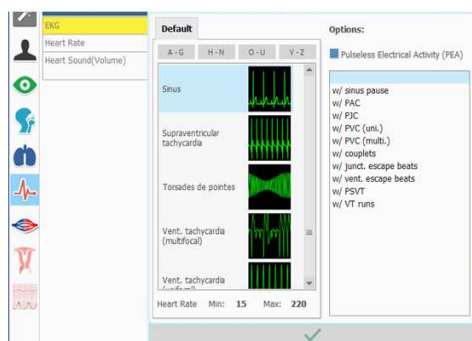 EKG
Heart Rate
Heart Sound(Volume)
Default
A - G H - N O - U V - Z
Sinus
Supraventricular
tachycardia
Torsades de pointes
Vent. tachycardia
(multifocal)
Vent. tachycardia
Heart Rate Min: 15 Max: 220
Options:
Pulseless Electrical Activity (PEA)
w/ sinus pause
w/ PAC
w/ PJC
w/ PVC (uni.)
w/ PVC (multi.)
w/ couplets
w/ junct. escape beats
w/ vent. escape beats
w/ PSVT
w/ VT runs